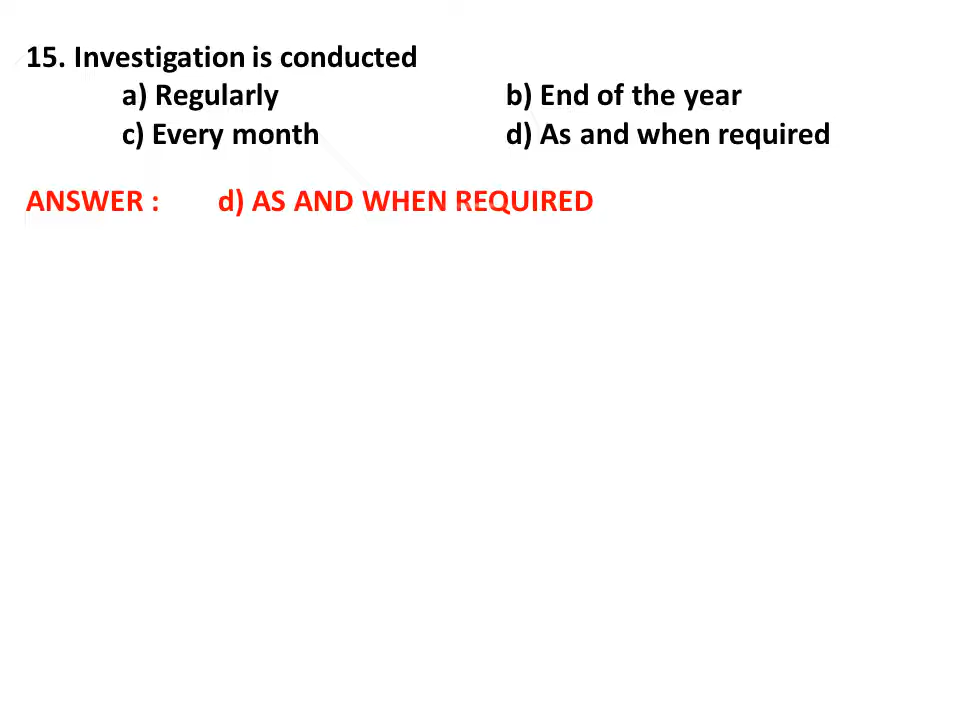 15. Investigation is conducted
a) Regularly b) End of the year
c) Every month d) As and when required
ANSWER : d) AS AND WHEN REQUIRED